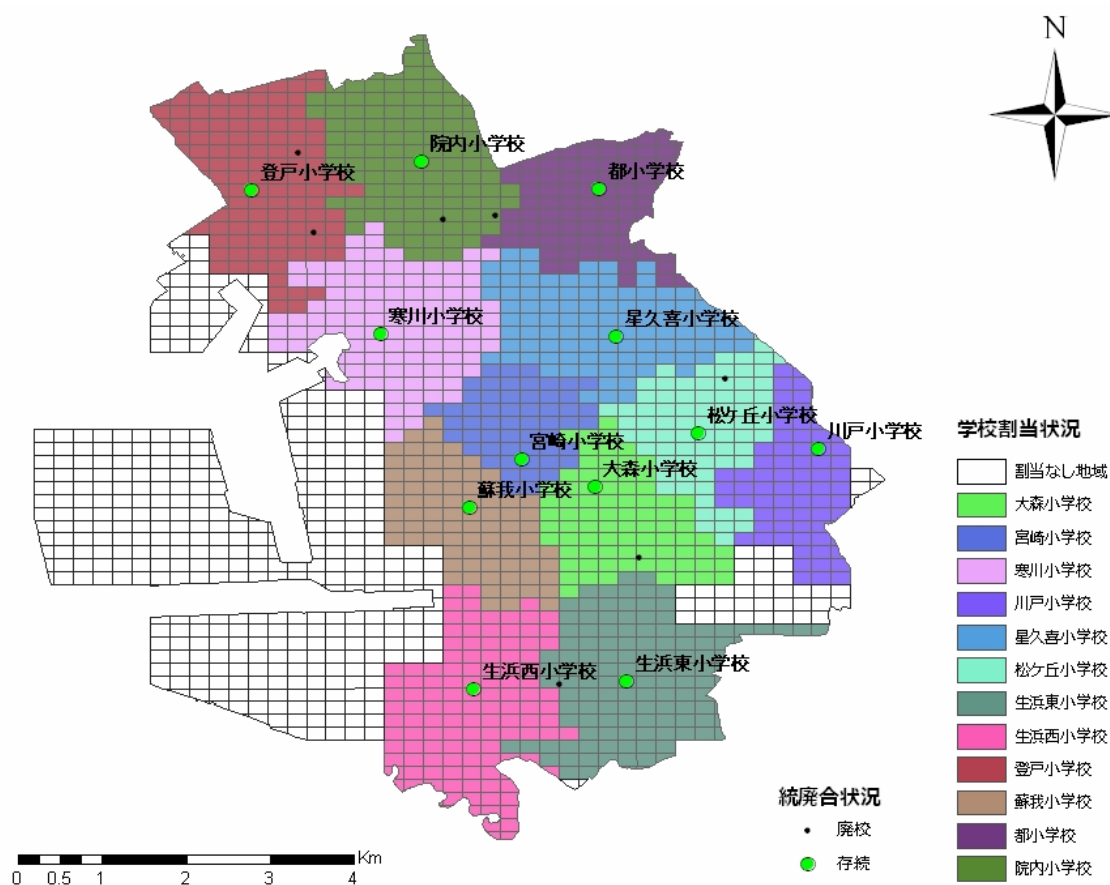 N
院内小学校
登戸小学校
都小学校
寒川小学校
星久喜小学校
松ケ丘小学校
川戸小学校
宮崎小学校
大森小学校
蘇我小学校
生浜西小学校
生浜東小学校
学校割当状況
割当なし地域
大森小学校
宮崎小学校
寒川小学校
川戸小学校
星久喜小学校
松ケ丘小学校
生浜東小学校
生浜西小学校
登戸小学校
蘇我小学校
都小学校
院内小学校
統廃合状況
廃校
存続
Km
0 0.5 1 2 3 4